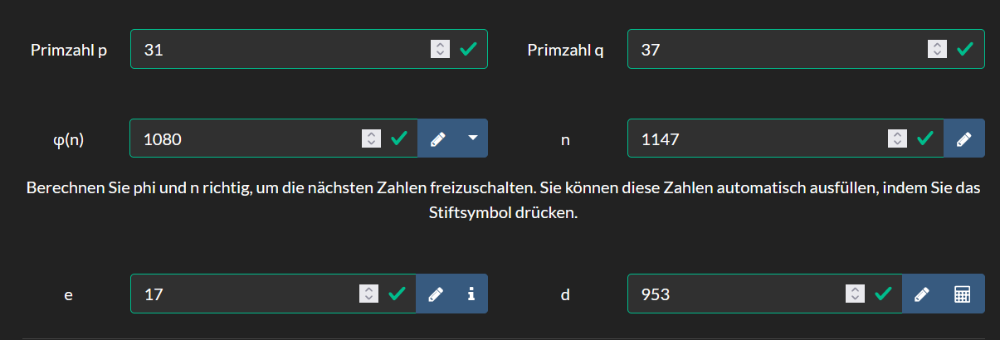 Primzahl p 31 Primzahl q 37
φ(n) 1080 n 1147
Berechnen Sie phi und n richtig, um die nächsten Zahlen freizuschalten. Sie können diese Zahlen automatisch ausfüllen, indem Sie das
Stiftsymbol drücken.
e 17 d 953